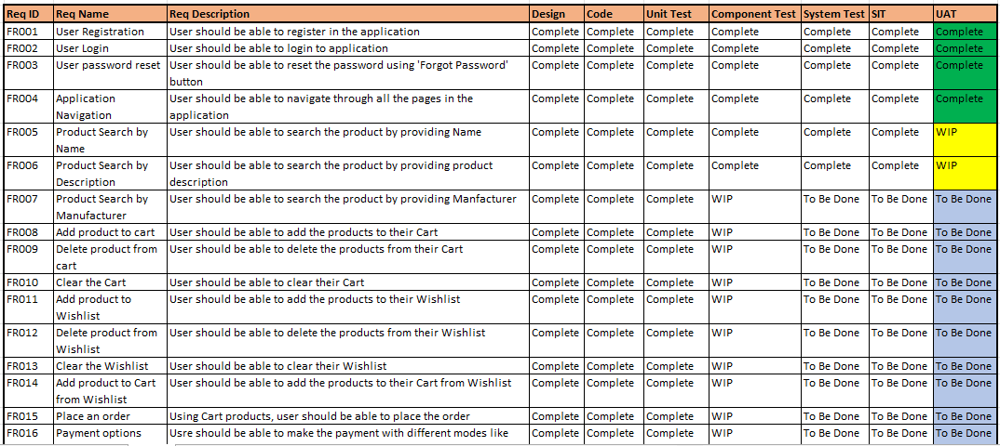 Req ID Req Name Req Description Design Code Unit Test Component Test System Test SIT UAT
FR001 User Registration User should be able to register in the application Complete Complete Complete Complete Complete Complete Complete
FR002 User Login User should be able to login to application Complete Complete Complete Complete Complete Complete Complete
FR003 User password reset User should be able to reset the password using 'Forgot Password' Complete Complete Complete Complete Complete Complete Complete
button
FR004 Application User should be able to navigate through all the pages in the Complete Complete Complete Complete Complete Complete Complete
Navigation application
FR005 Product Search by User should be able to search the product by providing Name Complete Complete Complete Complete Complete Complete WIP
Name
FR006 Product Search by User should be able to search the product by providing product Complete Complete Complete Complete Complete Complete WIP
Description description
FR007 Product Search by User should be able to search the product by providing Manfacturer Complete Complete Complete WIP To Be Done To Be Done To Be Done
Manufacturer
FR008 Add product to cart User should be able to add the products to their Cart Complete Complete Complete WIP To Be Done To Be Done To Be Done
FR009 Delete product from User should be able to delete the products from their Cart Complete Complete Complete WIP To Be Done To Be Done To Be Done
cart
FR010 Clear the Cart User should be able to clear their Cart Complete Complete Complete WIP To Be Done To Be Done To Be Done
FR011 Add product to User should be able to add the products to their Wishlist Complete Complete Complete WIP To Be Done To Be Done To Be Done
Wishlist
FR012 Delete product from User should be able to delete the products from their Wishlist Complete Complete Complete WIP To Be Done To Be Done To Be Done
Wishlist
FR013 Clear the Wishlist User should be able to clear their Wishlist Complete Complete Complete WIP To Be Done To Be Done To Be Done
FR014 Add product to Cart User should be able to add the products to their Cart from Wishlist Complete Complete Complete WIP To Be Done To Be Done To Be Done
from Wishlist
FR015 Place an order Using Cart products, user should be able to place the order Complete Complete Complete WIP To Be Done To Be Done To Be Done
FR016 Payment options Usre should be able to make the payment with different modes like Complete Complete Complete WIP To Be Done To Be Done To Be Done